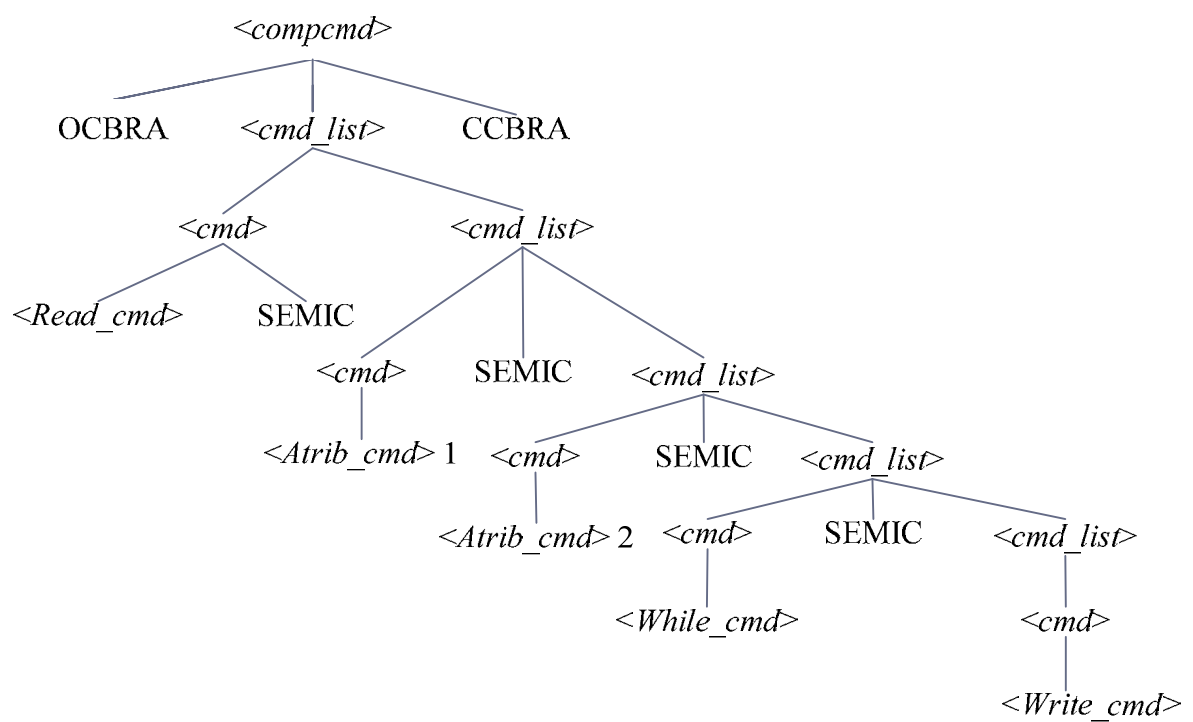 <compcmd>
OCBRA <cmd_list> CCBRA
<cmd> <cmd_list>
<Read_cmd> SEMIC
<cmd> SEMIC <cmd_list>
<Atrib_cmd> 1 <cmd> SEMIC <cmd_list>
<Atrib_cmd> 2 <cmd> SEMIC <cmd_list>
<While_cmd> <cmd>
<Write_cmd>